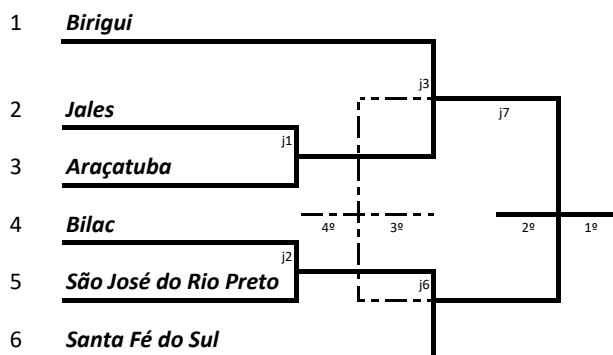 1 Birigui
j3
2 Jales
j7
j1
3 Araçatuba
4 Bilac
4º 3º 2º 1º
j2
5 São José do Rio Preto
j6
6 Santa Fé do Sul